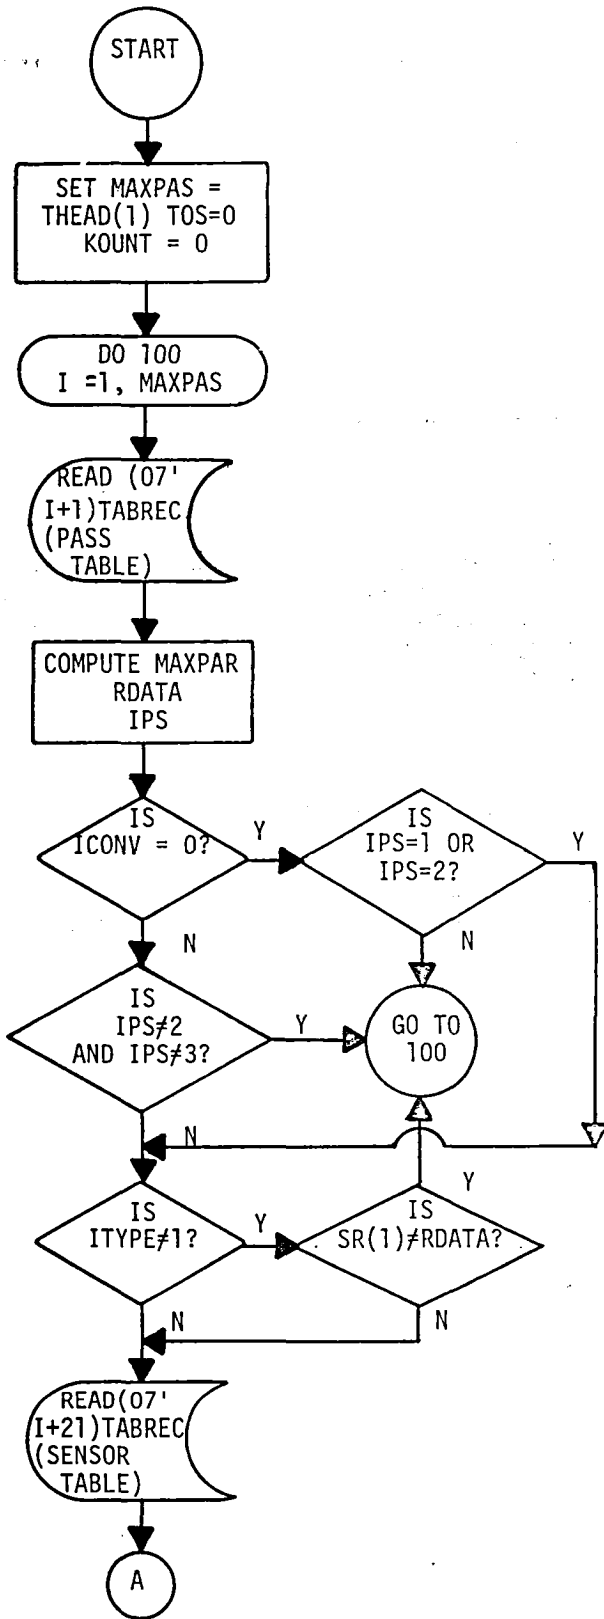 START
SET MAXPAS =
THEAD(1) TOS=0
KOUNT = 0
DO 100
I =1, MAXPAS
READ (07'
I+1)TABREC
(PASS
TABLE)
COMPUTE MAXPAR
RDATA
IPS
IS
ICONV = 0?
Y
IS
IPS=1 OR
IPS=2?
Y
N
N
IS
IPS≠2
AND IPS≠3?
Y
GO TO
100
N
IS
ITYPE≠1?
Y
Y
IS
SR(1)≠RDATA?
N
N
READ(07'
I+21)TABREC
(SENSOR
TABLE)
A